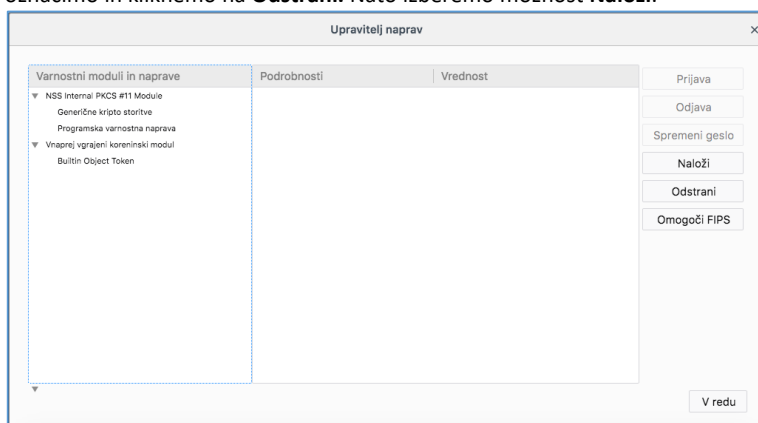 označimo in kliknemo na Odstrani. Nato izberemo možnost Naloži.
Upravitelj naprav
Varnostni moduli in naprave Podrobnosti Vrednost
NSS Internal PKCS #11 Module
Generične kripto storitve
Programska varnostna naprava
Vnaprej vgrajeni koreninski modul
Builtin Object Token
Prijava
Odjava
Spremeni geslo
Naloži
Odstrani
Omogoči FIPS
V redu